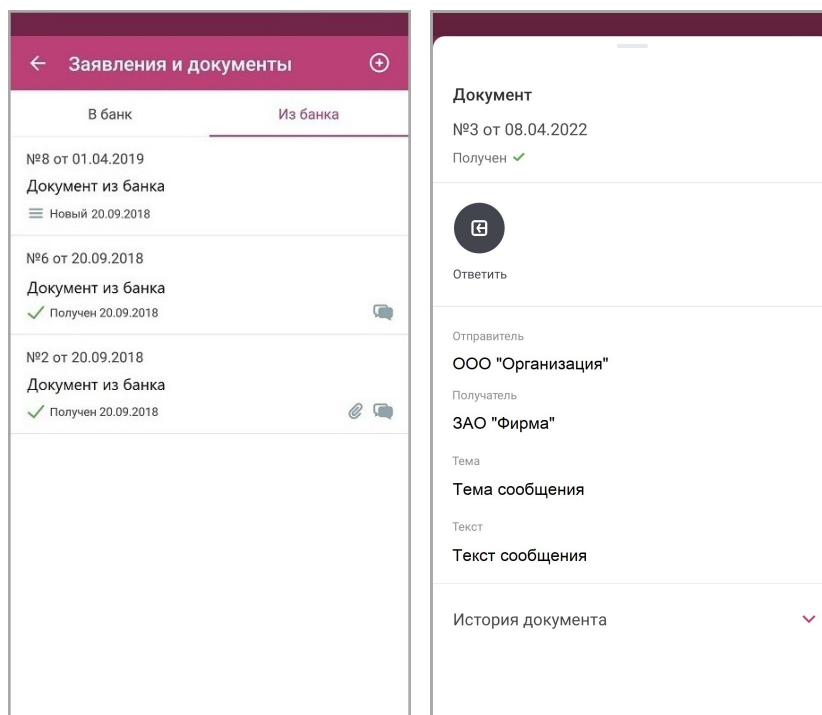 Заявления и документы
В банк
Из банка
№8 от 01.04.2019
Документ из банка
Новый 20.09.2018
№6 от 20.09.2018
Документ из банка
Получен 20.09.2018
№2 от 20.09.2018
Документ из банка
Получен 20.09.2018
Документ
№3 от 08.04.2022
Получен
Ответить
Отправитель
ООО "Организация"
Получатель
ЗАО "Фирма"
Тема
Тема сообщения
Текст
Текст сообщения
История документа